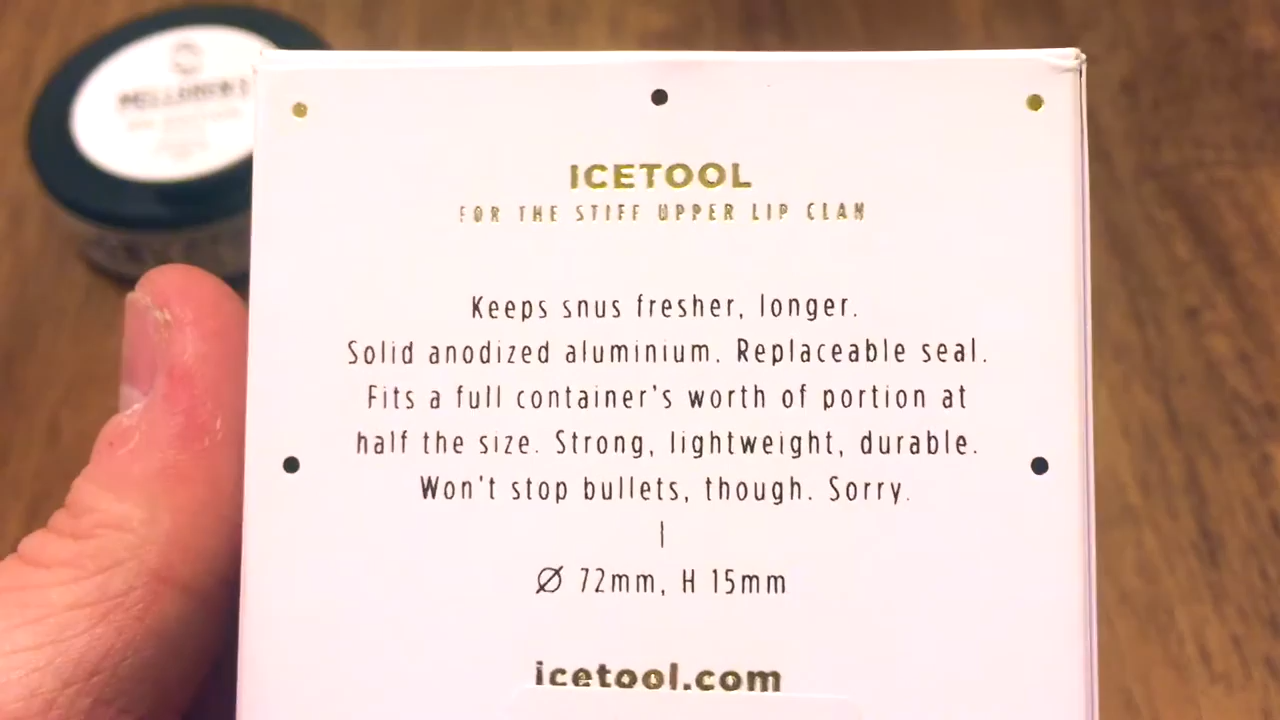 ICETOOL
FOR THE STIFF UPPER LIP CLAN
Keeps snus fresher, longer.
Solid anodized aluminium. Replaceable seal.
Fits a full container's worth of portion at
half the size. Strong, lightweight, durable.
Won't stop bullets, though. Sorry.
|
Ø 72mm, H 15mm
icetool.com